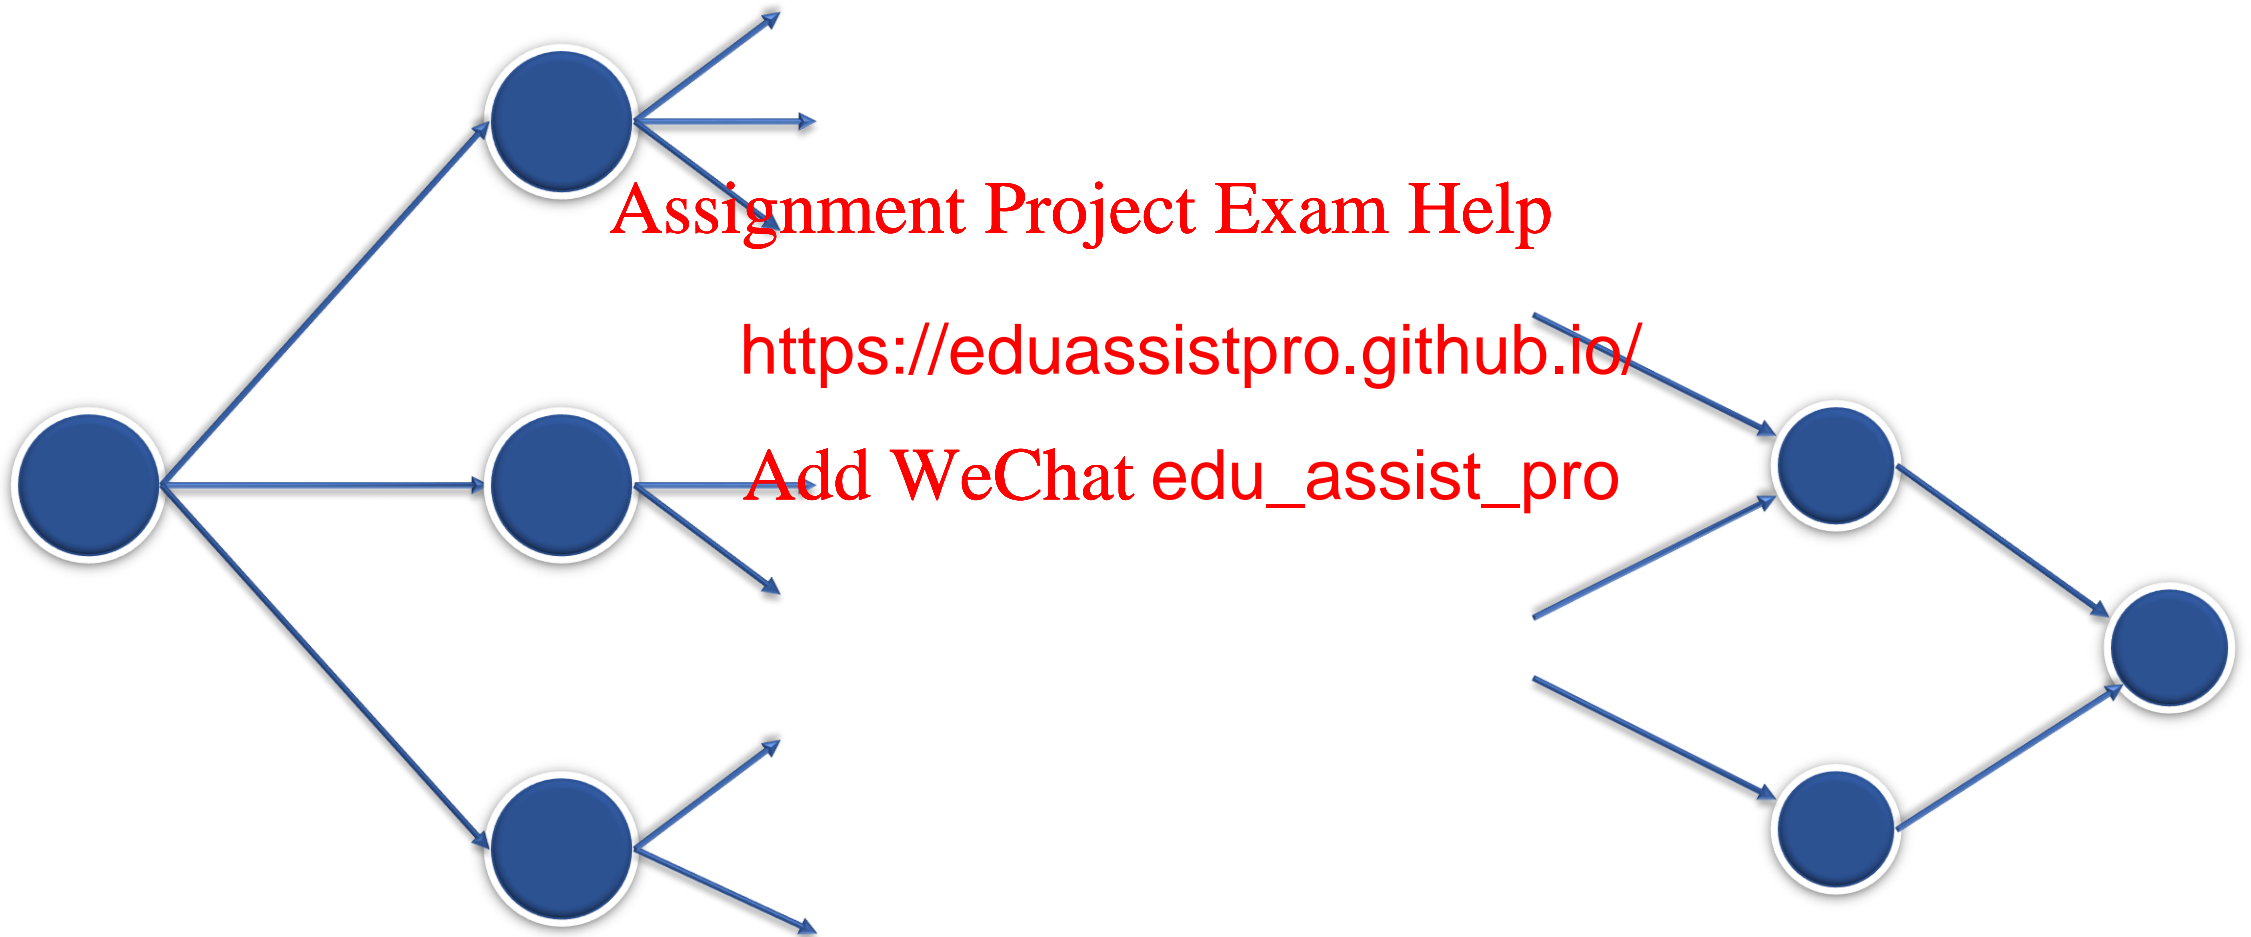 Assignment Project Exam Help
https://eduassistpro.github.io/
Add WeChat edu_assist_pro